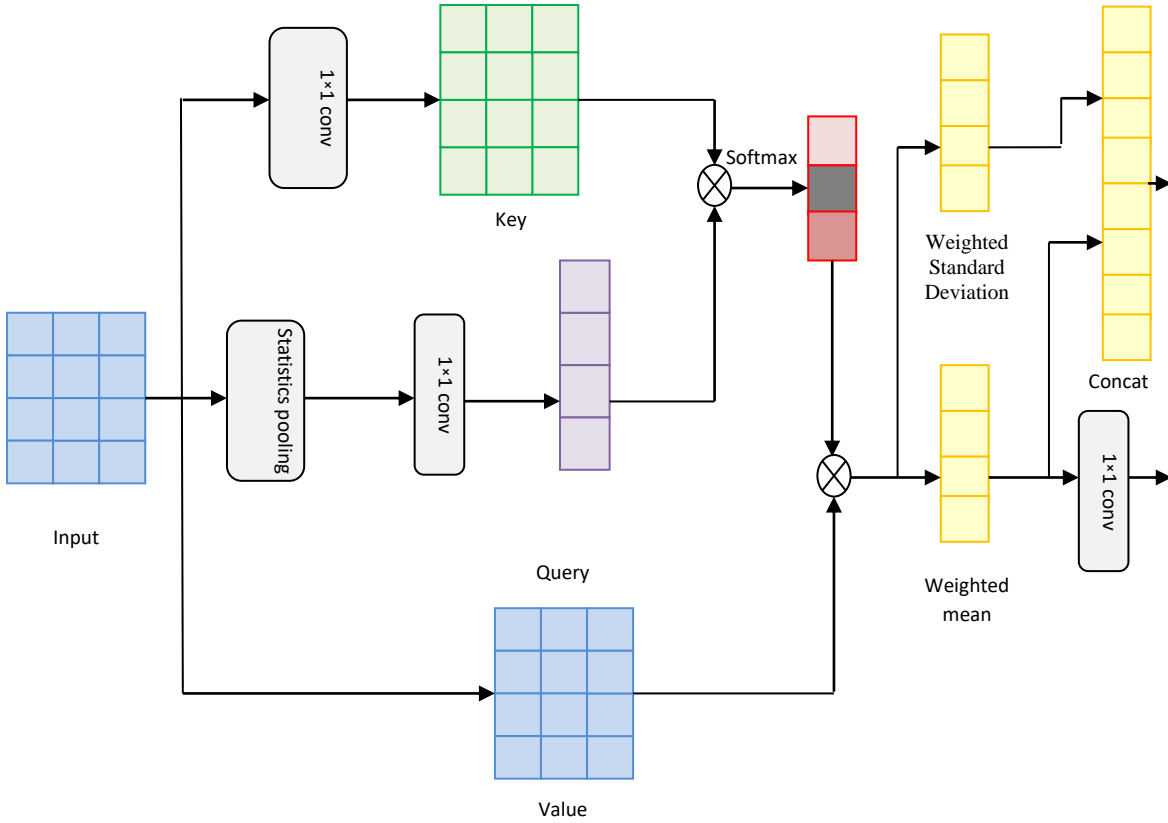 1×1 conv
Key
Softmax
Weighted
Standard
Deviation
Concat
Statistics pooling
1×1 conv
1×1 conv
Input
Query
Weighted
mean
Value